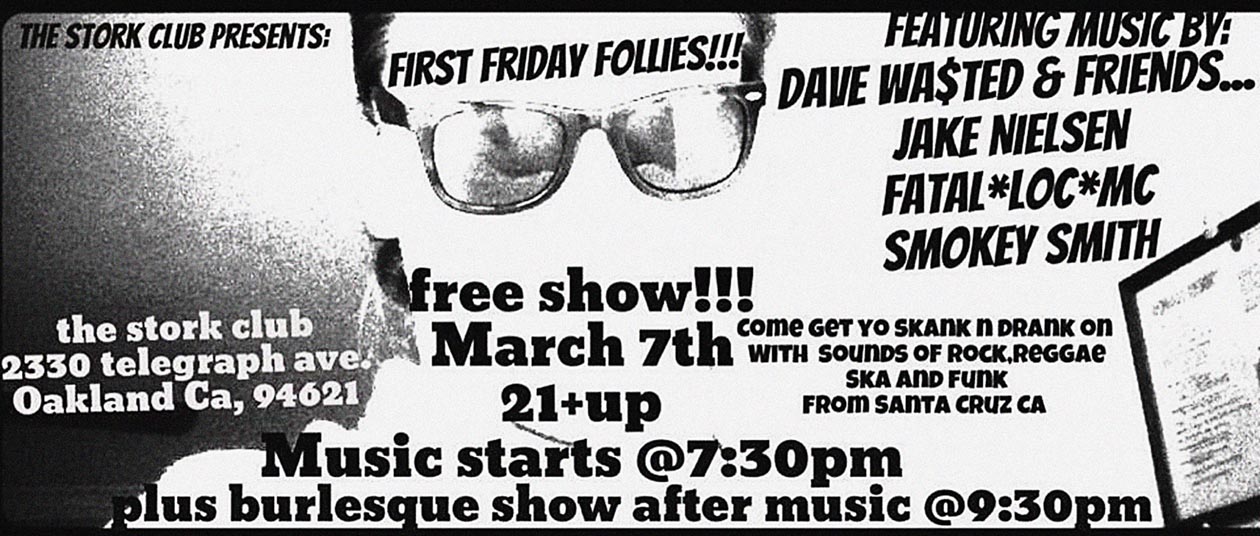 THE STORK CLUB PRESENTS:
FIRST FRIDAY FOLLIES!!!
FEATURING MUSIC BY:
DAVE WA$TED & FRIENDS...
JAKE NIELSEN
FATAL*LOC*MC
SMOKEY SMITH
free show!!!
March 7th
21+up
the stork club
2330 telegraph ave.
Oakland Ca, 94621
come get yo skank n drank on
with sounds of rock,reggae
ska and funk
from santa cruz ca
Music starts @7:30pm
plus burlesque show after music @9:30pm